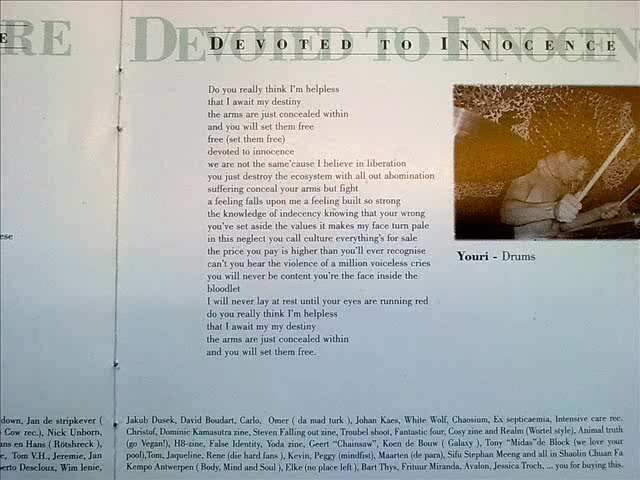 E
RE
DEVOTED TO INNOCEN
DEVOTED TO INNOCENCE
Do you really think I'm helpless
that I await my destiny
the arms are just concealed within
and you will set them free
free (set them free)
devoted to innocence
we are not the same'cause I believe in liberation
you just destroy the ecosystem with all out abomination
suffering conceal your arms but fight
a feeling falls upon me a feeling built so strong
the knowledge of indecency knowing that your wrong
you've set aside the values it makes my face turn pale
in this neglect you call culture everything's for sale
the price you pay is higher than you'll ever recognise
can't you hear the violence of a million voiceless cries
you will never be content you're the face inside the
bloodlet
I will never lay at rest until your eyes are running red
do you really think I'm helpless
that I await my my destiny
the arms are just concealed within
and you will set them free.
Youri - Drums
ese
down, Jan de stripkever (
Cow rec.), Nick Unborn,
ans en Hans ( Rötshreck ),
e, Tom V.H., Jeremie, Jan
erto Descloux, Wim Ienie,
Jakub Dusek, David Boudart, Carlo, Omer ( da mad turk ), Johan Kaes, White Wolf, Chaosium, Ex septicaemia, Intensive care rec.
Christof, Dominic Kamasutra zine, Steven Falling out zine, Troubel shoot, Fantastic four, Cosy zine and Realm (Wortel style), Animal truth
(go Vegan!), H8-zine, False Identity, Yoda zine, Geert "Chainsaw", Koen de Bouw ( Galaxy ), Tony "Midas"de Block (we love your
pool),Tom, Jaqueline, Rene (die hard fans ), Kevin, Peggy (mindfist), Maarten (de para), Sifu Stephan Meeng and all in Shaolin Chuan Fa
Kempo Antwerpen ( Body, Mind and Soul ), Elke (no place left ), Bart Thys, Frituur Miranda, Avalon, Jessica Troch, ... you for buying this.